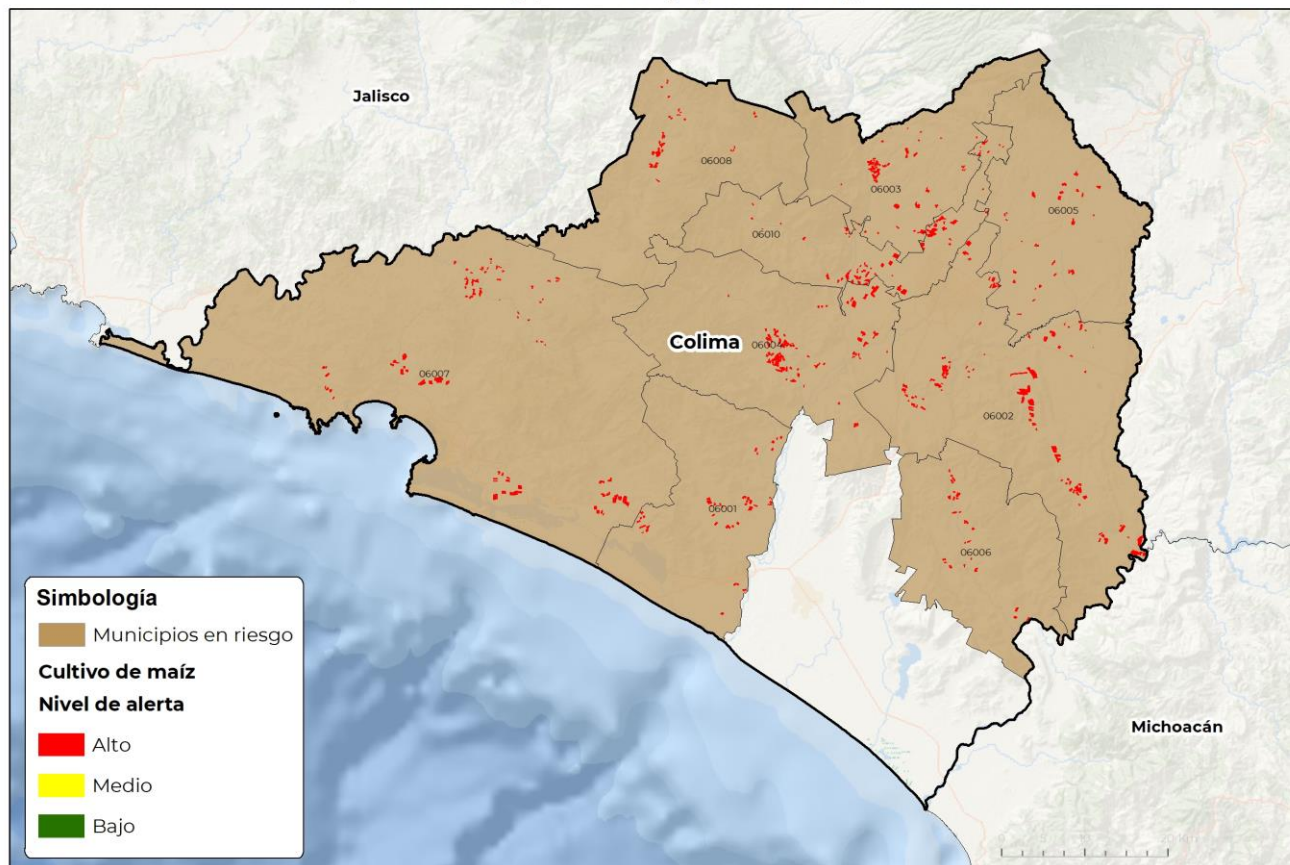 Jalisco
06008
06003
06005
06010
Colima
06004
06007
06002
06001
06006
Michoacán
Simbología
Municipios en riesgo
Cultivo de maíz
Nivel de alerta
Alto
Medio
Bajo